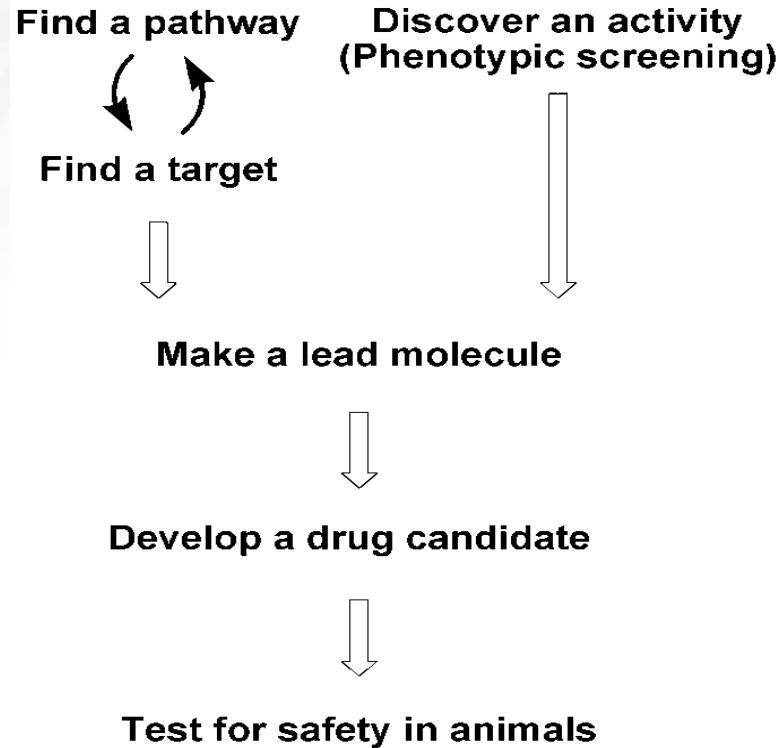 Find a pathway
Discover an activity
(Phenotypic screening)
Find a target
Make a lead molecule
Develop a drug candidate
Test for safety in animals